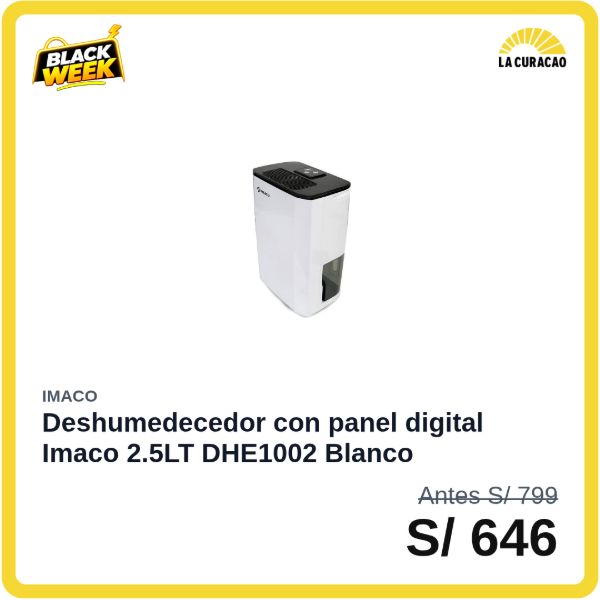 BLACK
WEEK
LA CURACAO
IMACO
Deshumedecedor con panel digital
Imaco 2.5LT DHE1002 Blanco
Antes S/ 799
S/ 646